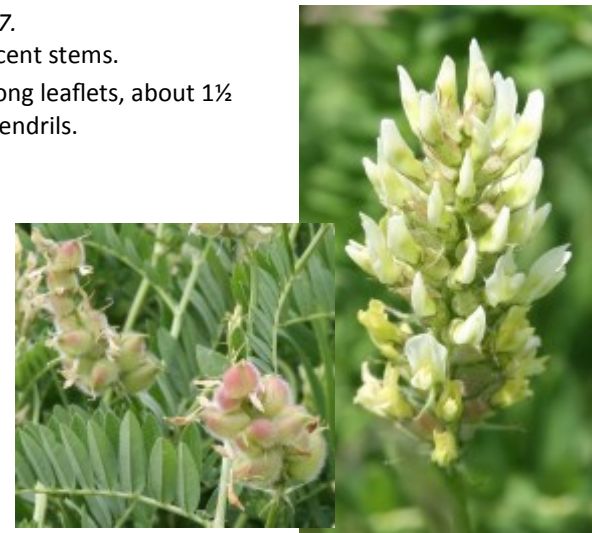 7.
cent stems.
ong leaflets, about 1½
endrils.